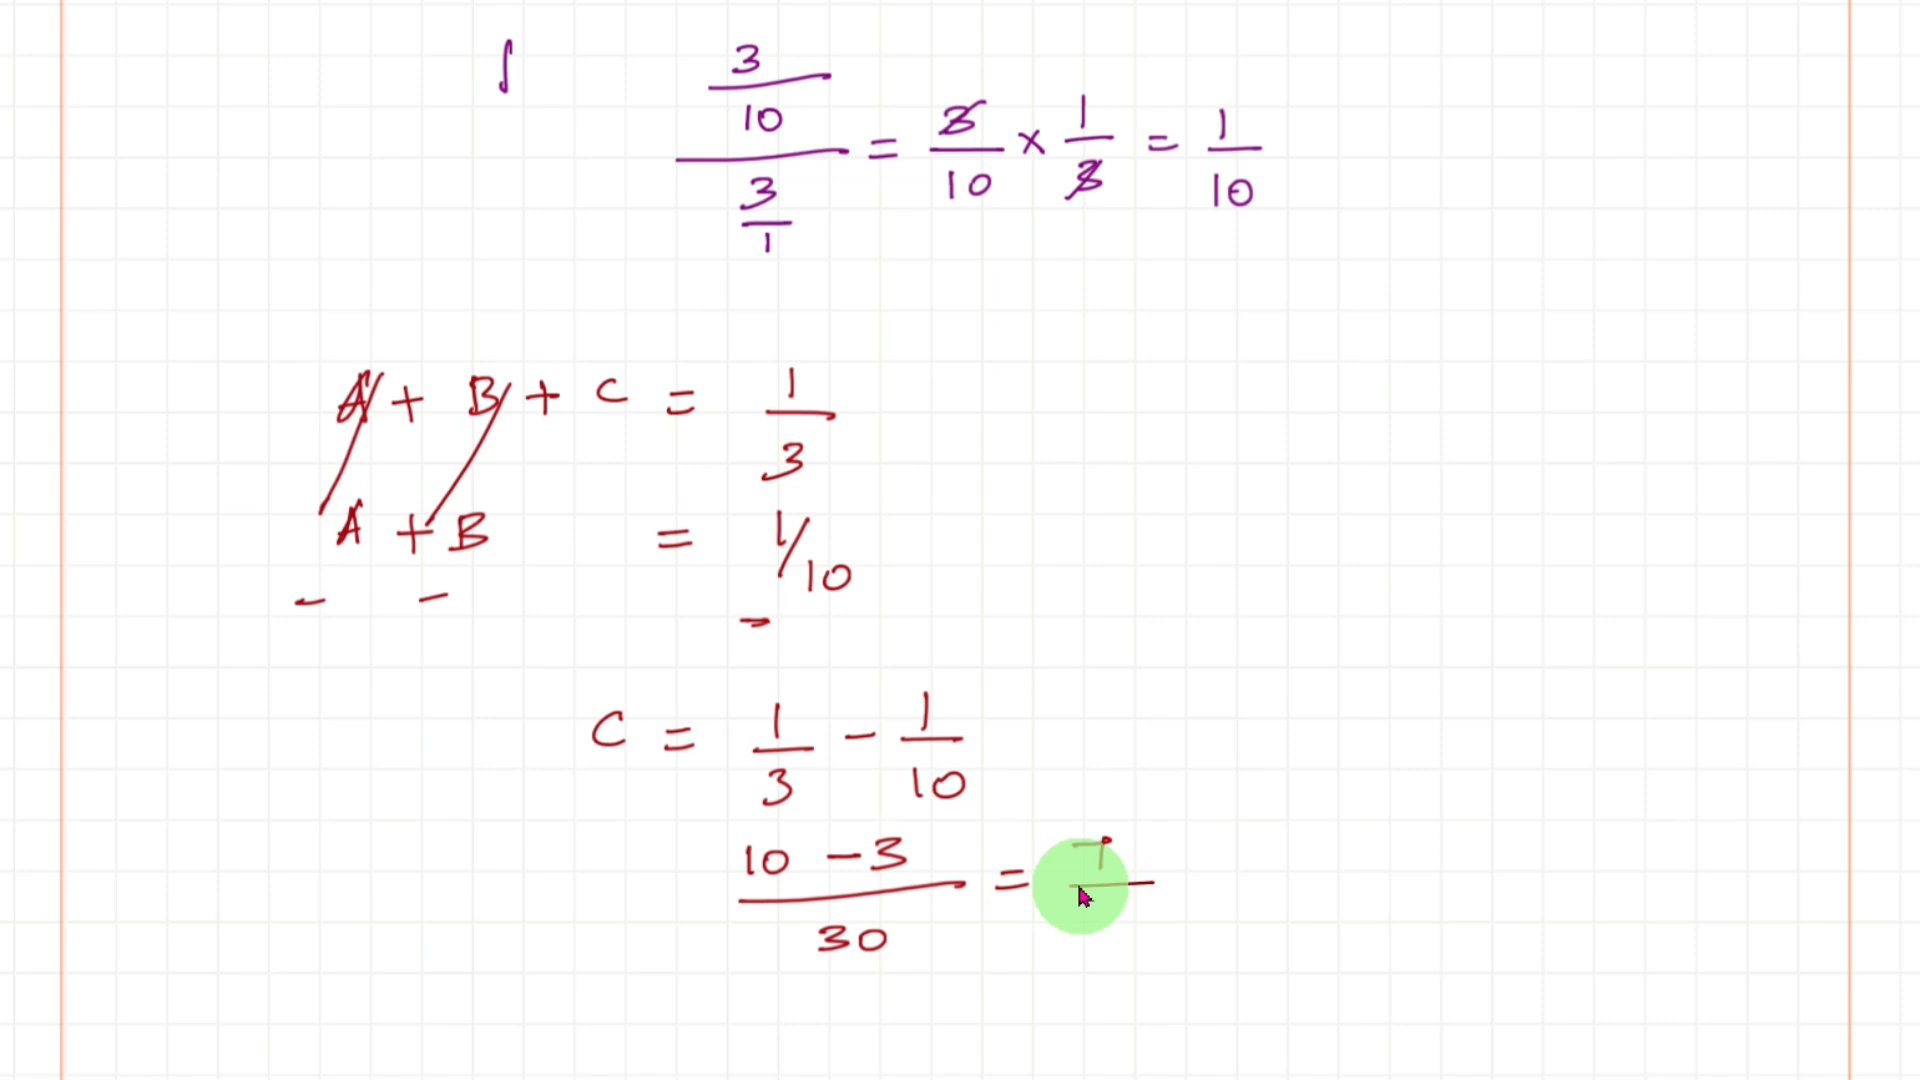 ∫
3/10 / 3/1 = 3/10 × 1/3 = 1/10
A + B + C = 1/3
A + B = 1/10
- - -
C = 1/3 - 1/10
10 - 3 / 30 = 7